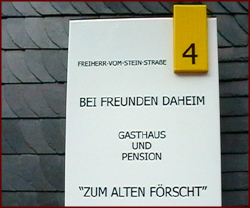 4
FREIHERR-VOM-STEIN-STRAßE
BEI FREUNDEN DAHEIM
GASTHAUS
UND
PENSION
"ZUM ALTEN FÖRSCHT"